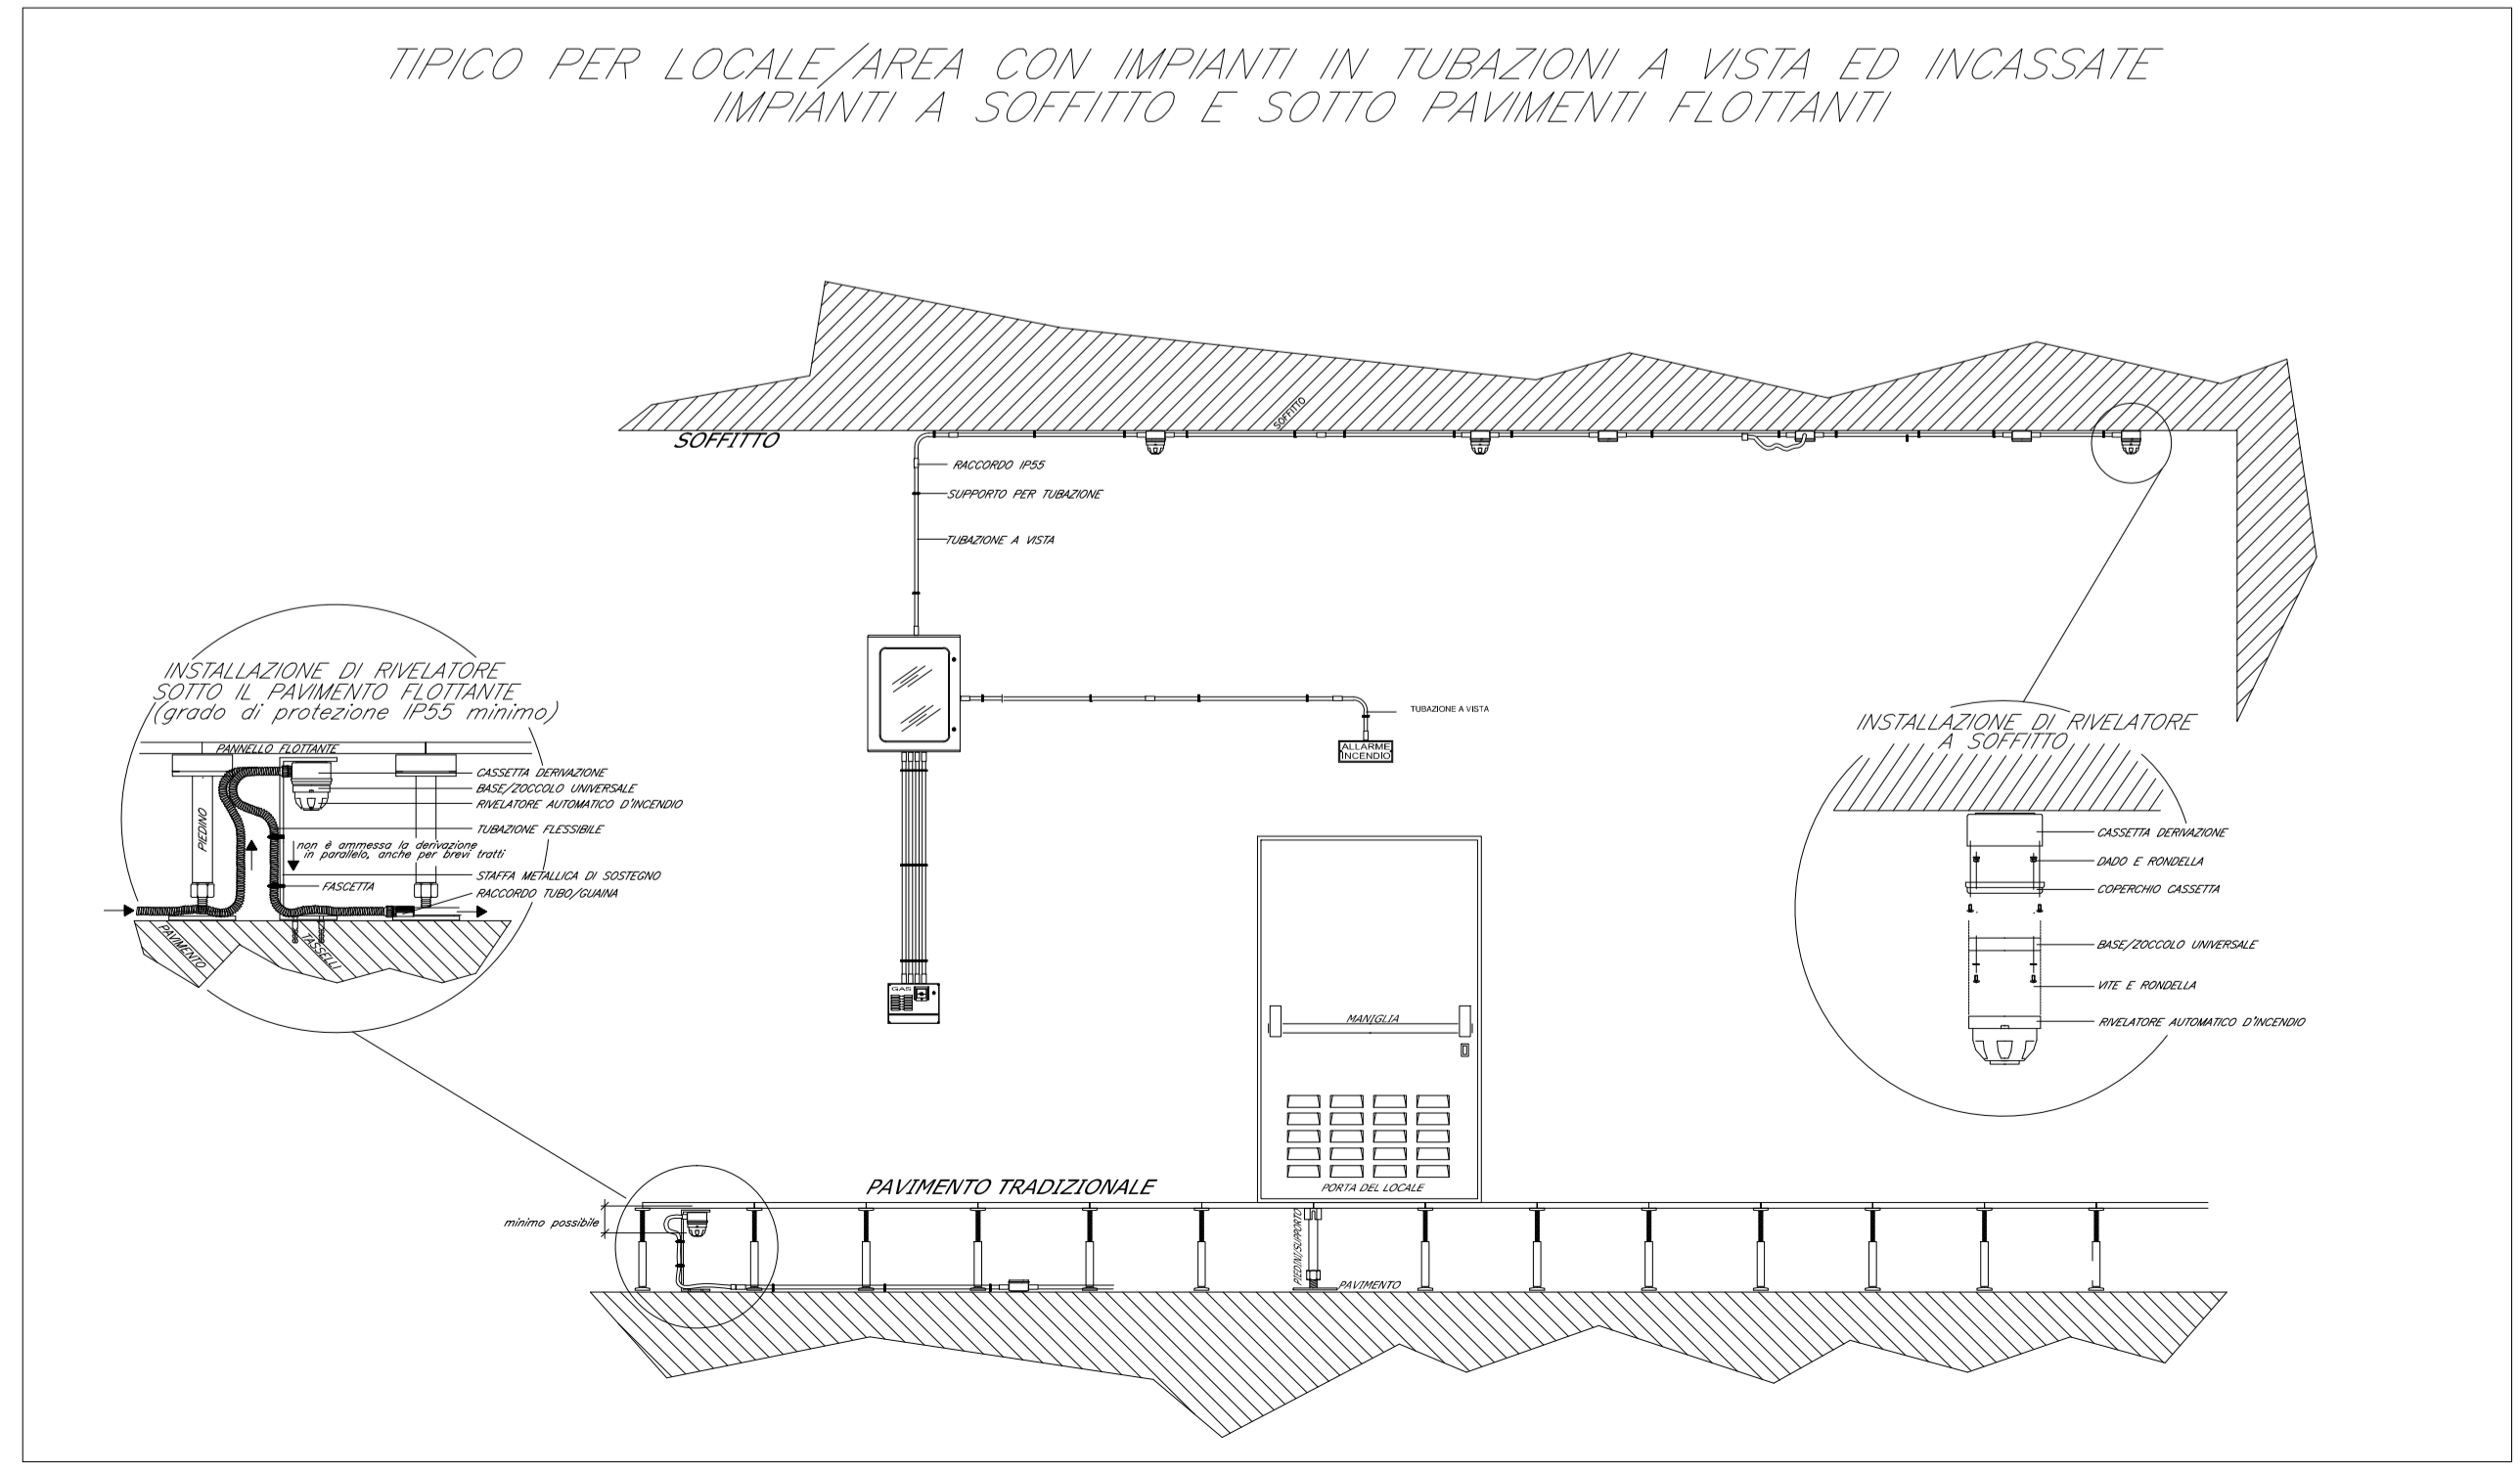 TIPICO PER LOCALE/AREA CON IMPIANTI IN TUBAZIONI A VISTA ED INCASSATE
IMPIANTI A SOFFITTO E SOTTO PAVIMENTI FLOTTANTI
SOFFITTO
SOFFITTO
RACCORDO IP55
SUPPORTO PER TUBAZIONE
TUBAZIONE A VISTA
TUBAZIONE A VISTA
ALLARME
INCENDIO
GAS
INSTALLAZIONE DI RIVELATORE
SOTTO IL PAVIMENTO FLOTTANTE
(grado di protezione IP55 minimo)
PANNELLO FLOTTANTE
CASSETTA DERIVAZIONE
BASE/ZOCCOLO UNIVERSALE
RIVELATORE AUTOMATICO D'INCENDIO
PIEDINO
TUBAZIONE FLESSIBILE
non è ammessa la derivazione
in parallelo, anche per brevi tratti
STAFFA METALLICA DI SOSTEGNO
FASCETTA
RACCORDO TUBO/GUAINA
PAVIMENTO
TASSELLI
INSTALLAZIONE DI RIVELATORE
A SOFFITTO
CASSETTA DERIVAZIONE
DADO E RONDELLA
COPERCHIO CASSETTA
BASE/ZOCCOLO UNIVERSALE
VITE E RONDELLA
RIVELATORE AUTOMATICO D'INCENDIO
MANIGLIA
PORTA DEL LOCALE
PAVIMENTO TRADIZIONALE
minimo possibile
PIEDINI/SUPPORTO
PAVIMENTO